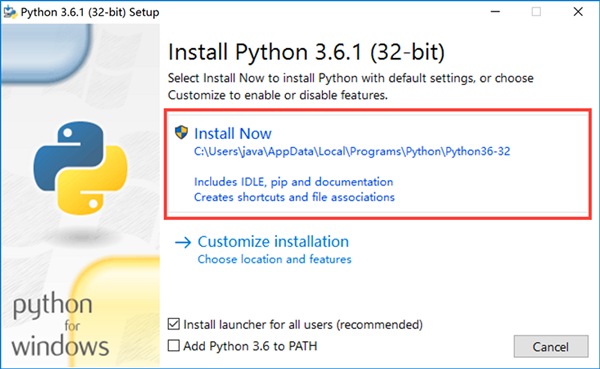 Python 3.6.1 (32-bit) Setup
Install Python 3.6.1 (32-bit)
Select Install Now to install Python with default settings, or choose
Customize to enable or disable features.
Install Now
C:\Users\java\AppData\Local\Programs\Python\Python36-32
Includes IDLE, pip and documentation
Creates shortcuts and file associations
Customize installation
Choose location and features
Install launcher for all users (recommended)
Add Python 3.6 to PATH
Cancel
python
for
windows